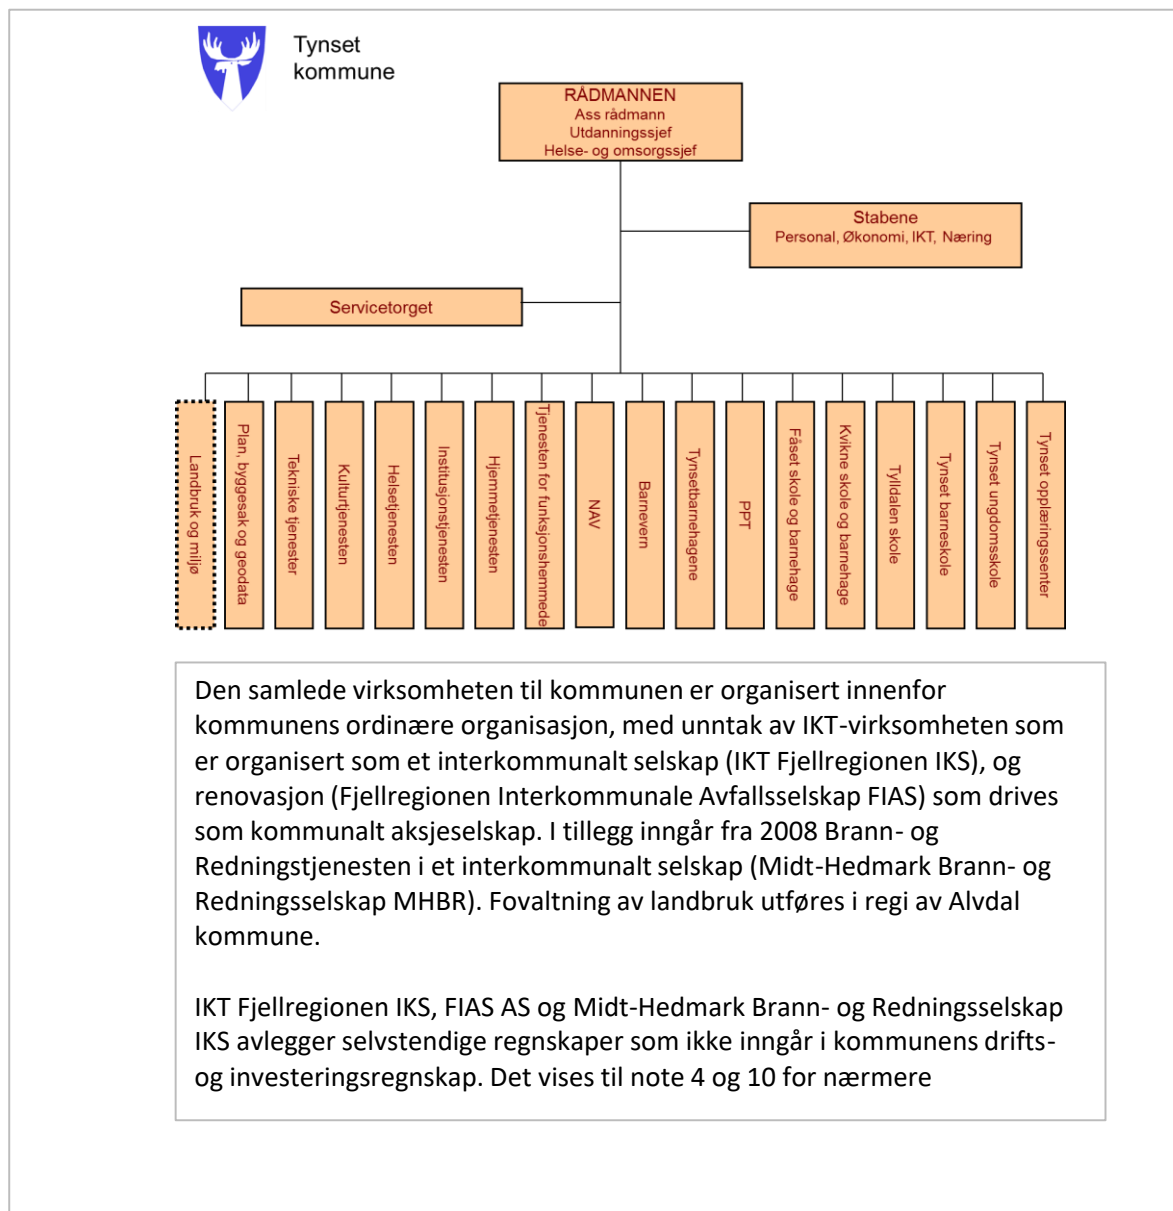 Tynset
kommune
RÅDMANNEN
Ass rådmann
Utdanningssjef
Helse- og omsorgssjef
Stabene
Personal, Økonomi, IKT, Næring
Servicetorget
Landbruk og miljø
Plan, byggesak og geodata
Tekniske tjenester
Kulturtjenesten
Helsetjenesten
Institusjonstjenesten
Hjemmetjenesten
Tjenesten for funksjonshemmede
NAV
Barnevern
Tynsetbarnehagene
PPT
Fåset skole og barnehage
Kvikne skole og barnehage
Tylldalen skole
Tynset barneskole
Tynset ungdomsskole
Tynset opplæringssenter
Den samlede virksomheten til kommunen er organisert innenfor
kommunens ordinære organisasjon, med unntak av IKT-virksomheten som
er organisert som et interkommunalt selskap (IKT Fjellregionen IKS), og
renovasjon (Fjellregionen Interkommunale Avfallsselskap FIAS) som drives
som kommunalt aksjeselskap. I tillegg inngår fra 2008 Brann- og
Redningstjenesten i et interkommunalt selskap (Midt-Hedmark Brann- og
Redningsselskap MHBR). Fovaltning av landbruk utføres i regi av Alvdal
kommune.
IKT Fjellregionen IKS, FIAS AS og Midt-Hedmark Brann- og Redningsselskap
IKS avlegger selvstendige regnskaper som ikke inngår i kommunens drifts-
og investeringsregnskap. Det vises til note 4 og 10 for nærmere